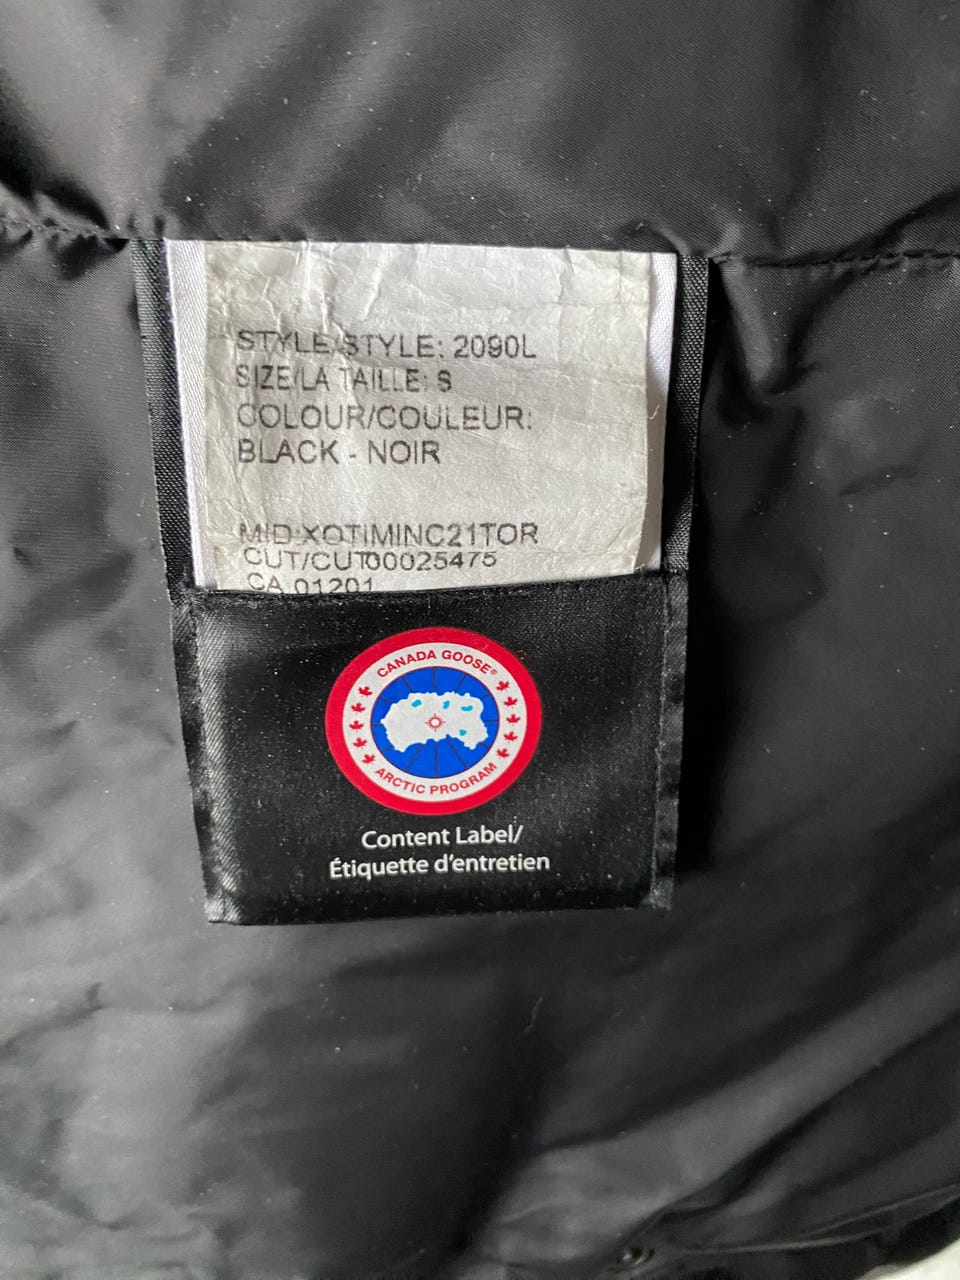 STYLE/STYLE: 2090L
SIZE/LA TAILLE: S
COLOUR/COULEUR:
BLACK - NOIR
MID:XOTIMINC21TOR
CUT/CUT00025475
CA 01201
CANADA GOOSE®
ARCTIC PROGRAM
Content Label/
Étiquette d'entretien